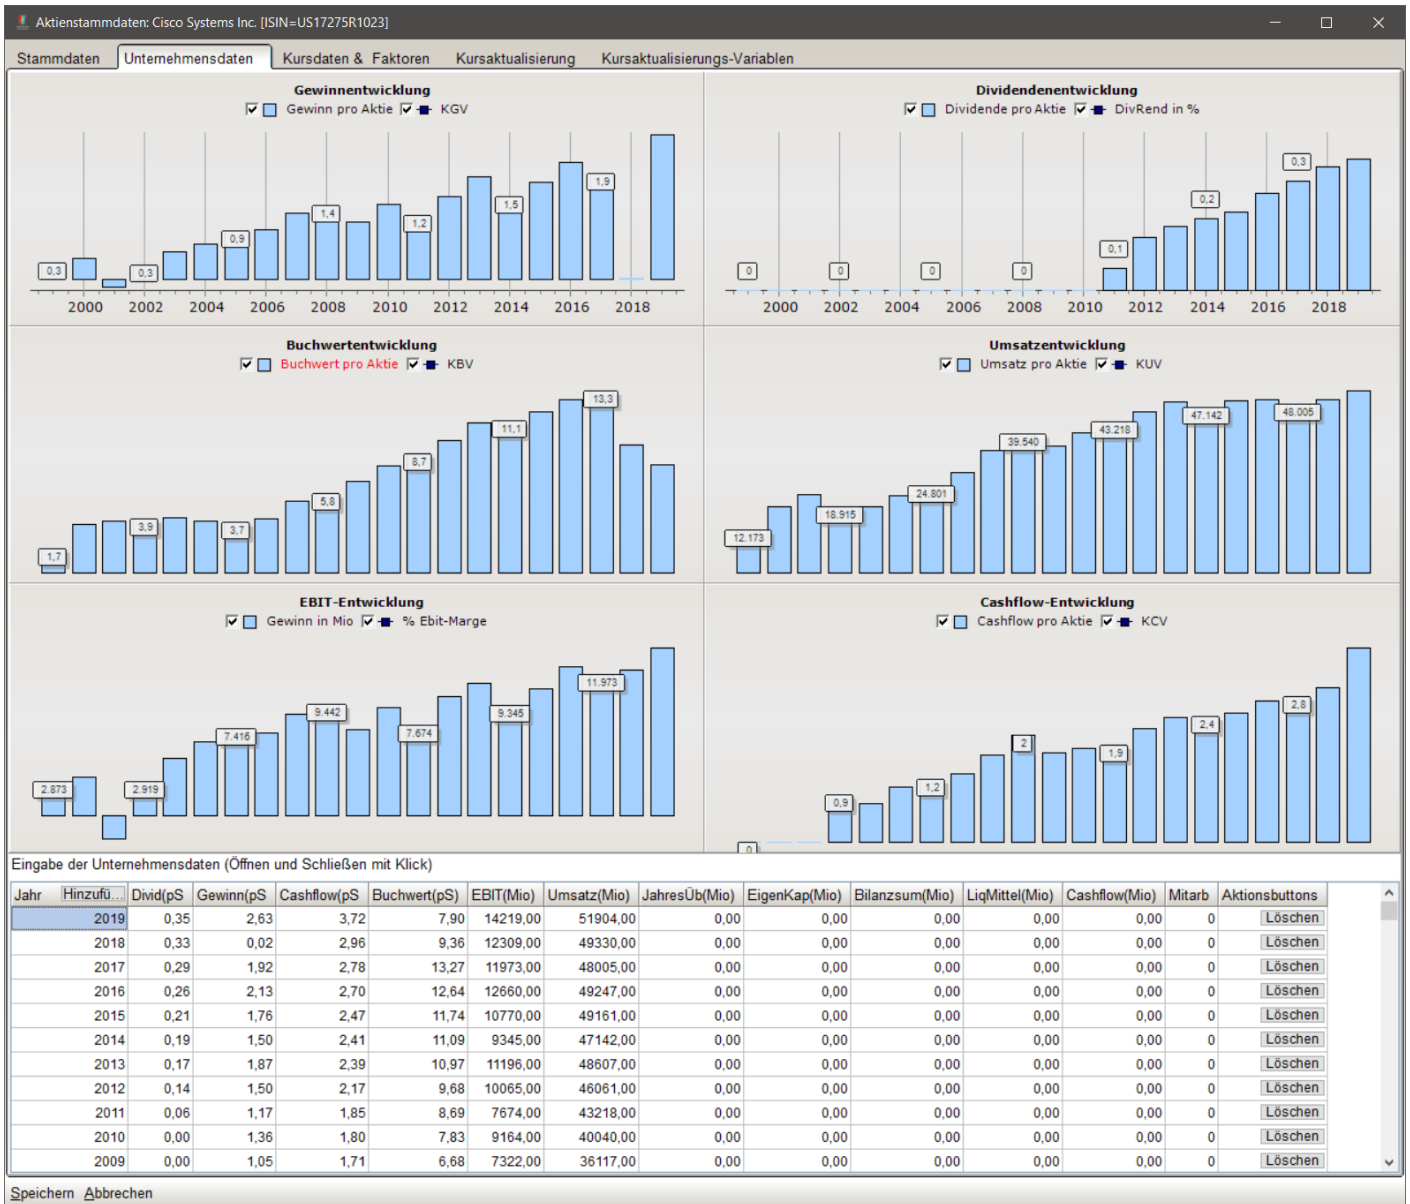 Aktienstammdaten: Cisco Systems Inc. [ISIN=US17275R1023]
Stammdaten Unternehmensdaten Kursdaten & Faktoren Kursaktualisierung Kursaktualisierungs-Variablen
Gewinnentwicklung
Gewinn pro Aktie KGV
0,3 0,3 0,9 1,4 1,2 1,5 1,9
2000 2002 2004 2006 2008 2010 2012 2014 2016 2018
Dividendenentwicklung
Dividende pro Aktie DivRend in %
0 0 0 0 0,1 0,2 0,3
2000 2002 2004 2006 2008 2010 2012 2014 2016 2018
Buchwertentwicklung
Buchwert pro Aktie KBV
1,7 3,9 3,7 5,8 8,7 11,1 13,3
Umsatzentwicklung
Umsatz pro Aktie KUV
12.173 18.915 24.801 39.540 43.218 47.142 48.005
EBIT-Entwicklung
Gewinn in Mio % Ebit-Marge
2.873 2.919 7.416 9.442 7.674 9.345 11.973
Cashflow-Entwicklung
Cashflow pro Aktie KCV
0 0,9 1,2 2 1,9 2,4 2,8
Eingabe der Unternehmensdaten (Öffnen und Schließen mit Klick)
Jahr Hinzufü... Divid(pS Gewinn(pS Cashflow(pS Buchwert(pS) EBIT(Mio) Umsatz(Mio) JahresÜb(Mio) EigenKap(Mio) Bilanzsum(Mio) LiqMittel(Mio) Cashflow(Mio) Mitarb Aktionsbuttons
2019 0,35 2,63 3,72 7,90 14219,00 51904,00 0,00 0,00 0,00 0,00 0,00 0 Löschen
2018 0,33 0,02 2,96 9,36 12309,00 49330,00 0,00 0,00 0,00 0,00 0,00 0 Löschen
2017 0,29 1,92 2,78 13,27 11973,00 48005,00 0,00 0,00 0,00 0,00 0,00 0 Löschen
2016 0,26 2,13 2,70 12,64 12660,00 49247,00 0,00 0,00 0,00 0,00 0,00 0 Löschen
2015 0,21 1,76 2,47 11,74 10770,00 49161,00 0,00 0,00 0,00 0,00 0,00 0 Löschen
2014 0,19 1,50 2,41 11,09 9345,00 47142,00 0,00 0,00 0,00 0,00 0,00 0 Löschen
2013 0,17 1,87 2,39 10,97 11196,00 48607,00 0,00 0,00 0,00 0,00 0,00 0 Löschen
2012 0,14 1,50 2,17 9,68 10065,00 46061,00 0,00 0,00 0,00 0,00 0,00 0 Löschen
2011 0,06 1,17 1,85 8,69 7674,00 43218,00 0,00 0,00 0,00 0,00 0,00 0 Löschen
2010 0,00 1,36 1,80 7,83 9164,00 40040,00 0,00 0,00 0,00 0,00 0,00 0 Löschen
2009 0,00 1,05 1,71 6,68 7322,00 36117,00 0,00 0,00 0,00 0,00 0,00 0 Löschen
Speichern Abbrechen